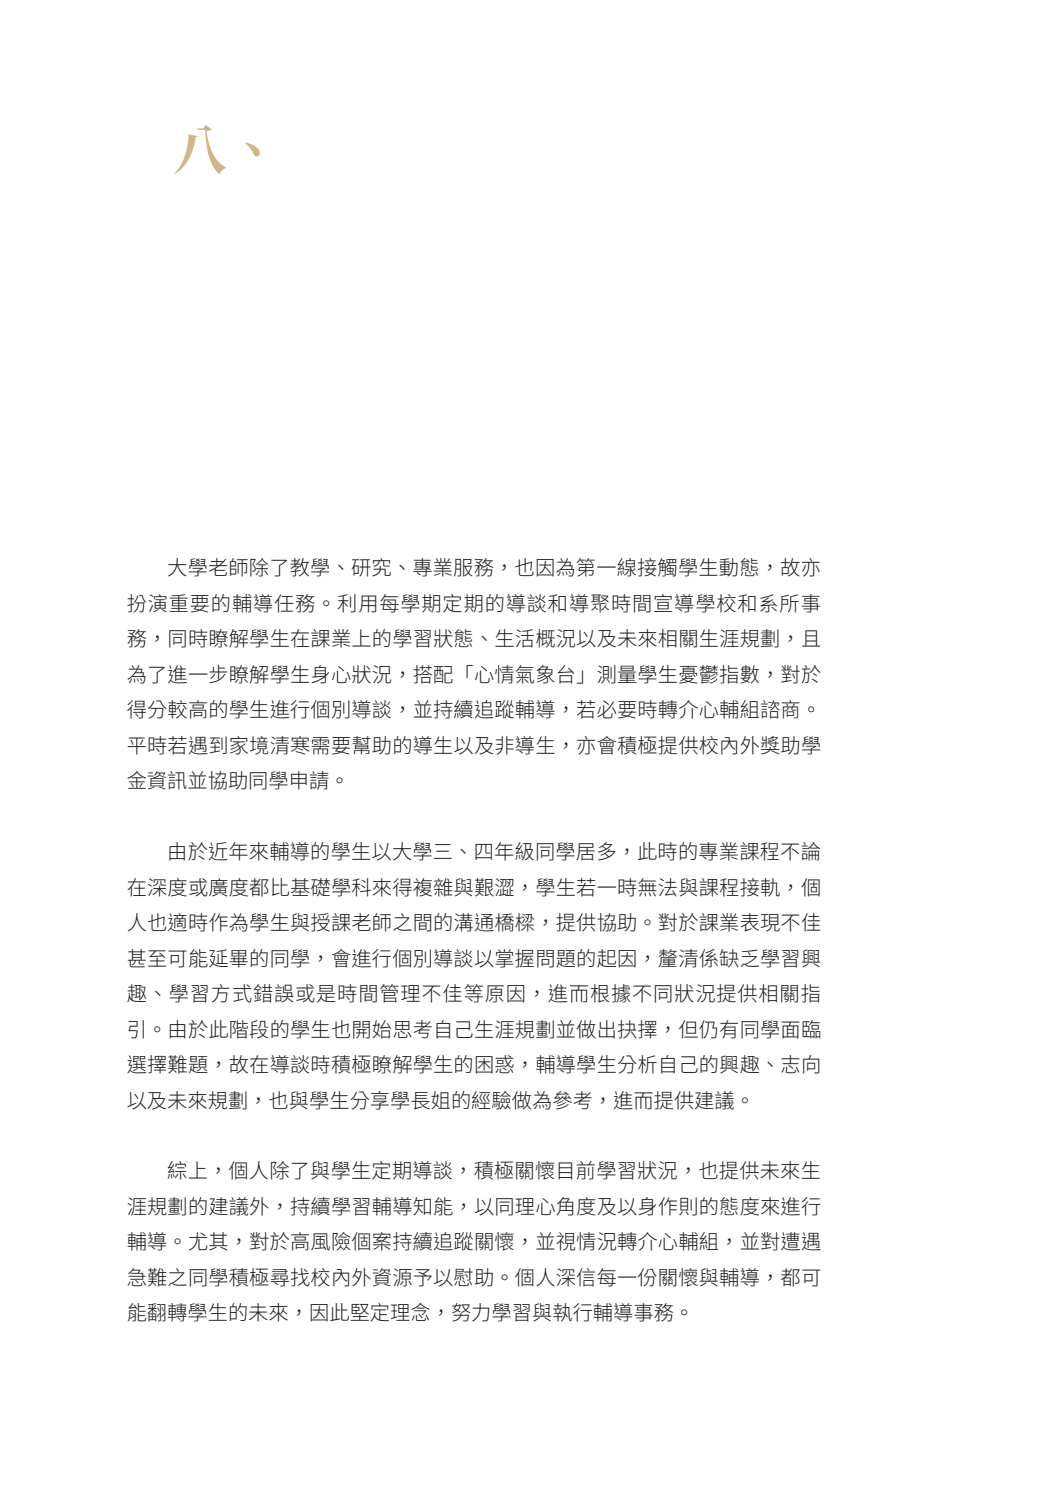 八、
大學老師除了教學、研究、專業服務，也因為第一線接觸學生動態，故亦
扮演重要的輔導任務。利用每學期定期的導談和導聚時間宣導學校和系所事
務，同時瞭解學生在課業上的學習狀態、生活概況以及未來相關生涯規劃，且
為了進一步瞭解學生身心狀況，搭配「心情氣象台」測量學生憂鬱指數，對於
得分較高的學生進行個別導談，並持續追蹤輔導，若必要時轉介心輔組諮商。
平時若遇到家境清寒需要幫助的導生以及非導生，亦會積極提供校內外獎助學
金資訊並協助同學申請。
由於近年來輔導的學生以大學三、四年級同學居多，此時的專業課程不論
在深度或廣度都比基礎學科來得複雜與艱澀，學生若一時無法與課程接軌，個
人也適時作為學生與授課老師之間的溝通橋樑，提供協助。對於課業表現不佳
甚至可能延畢的同學，會進行個別導談以掌握問題的起因，釐清係缺乏學習興
趣、學習方式錯誤或是時間管理不佳等原因，進而根據不同狀況提供相關指
引。由於此階段的學生也開始思考自己生涯規劃並做出抉擇，但仍有同學面臨
選擇難題，故在導談時積極瞭解學生的困惑，輔導學生分析自己的興趣、志向
以及未來規劃，也與學生分享學長姐的經驗做為參考，進而提供建議。
綜上，個人除了與學生定期導談，積極關懷目前學習狀況，也提供未來生
涯規劃的建議外，持續學習輔導知能，以同理心角度及以身作則的態度來進行
輔導。尤其，對於高風險個案持續追蹤關懷，並視情況轉介心輔組，並對遭遇
急難之同學積極尋找校內外資源予以慰助。個人深信每一份關懷與輔導，都可
能翻轉學生的未來，因此堅定理念，努力學習與執行輔導事務。